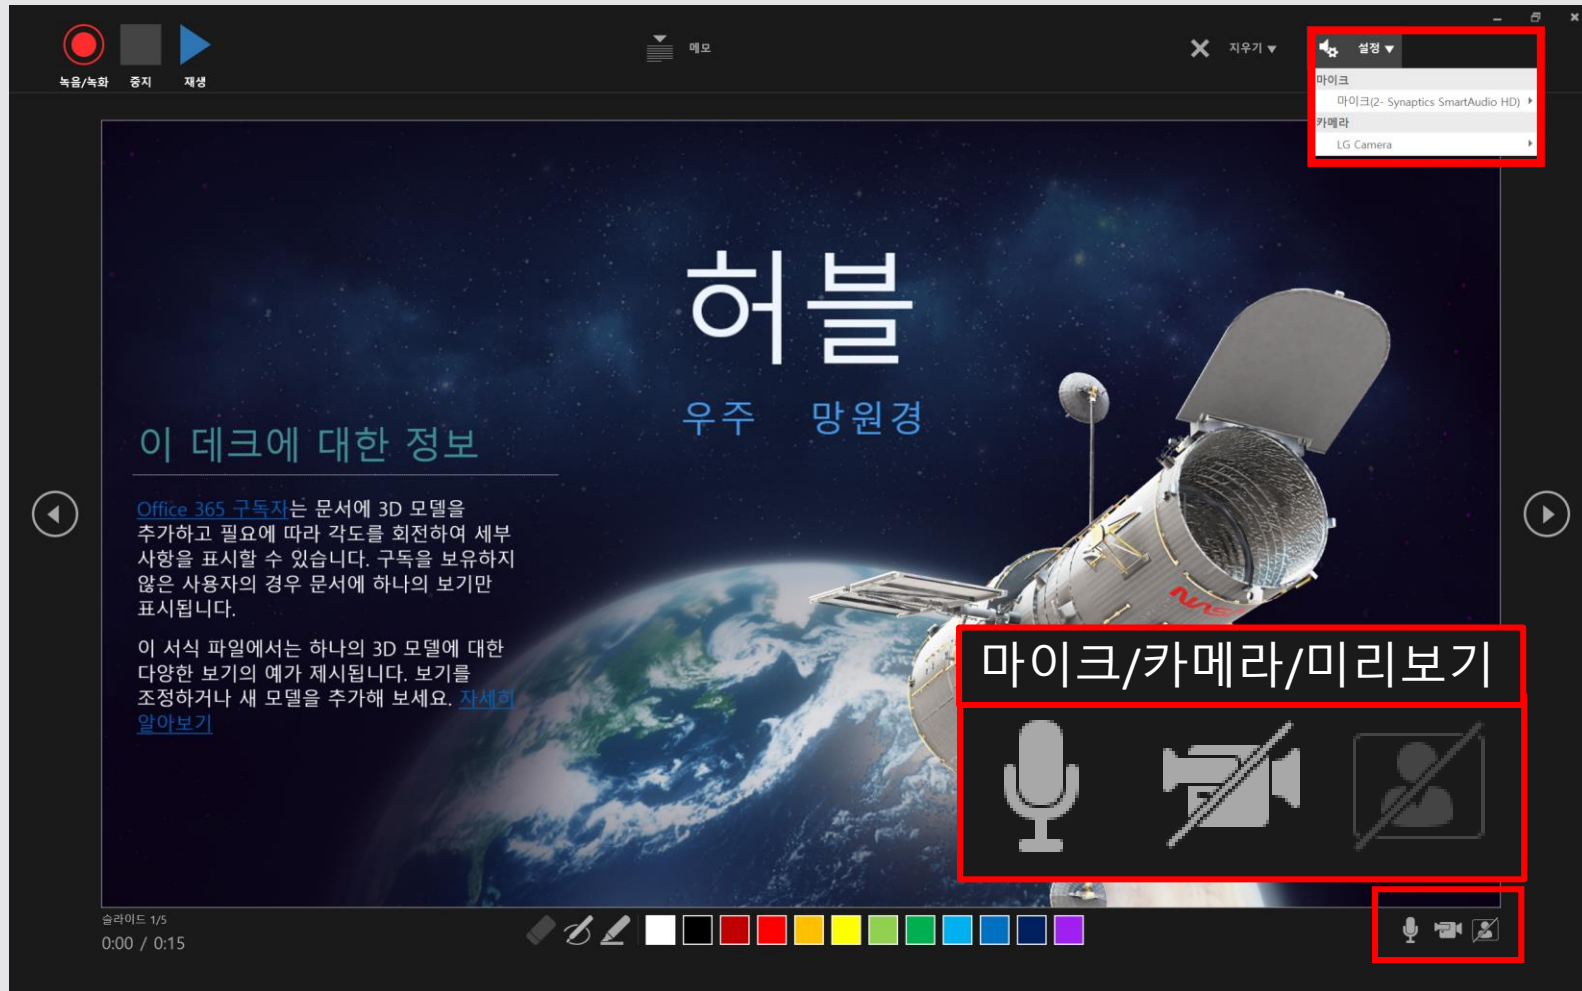 녹음/녹화
중지
재생
메모
지우기
설정
마이크
마이크(2- Synaptics SmartAudio HD)
카메라
LG Camera
허블
우주 망원경
이 데크에 대한 정보
Office 365 구독자는 문서에 3D 모델을
추가하고 필요에 따라 각도를 회전하여 세부
사항을 표시할 수 있습니다. 구독을 보유하지
않은 사용자의 경우 문서에 하나의 보기만
표시됩니다.
이 서식 파일에서는 하나의 3D 모델에 대한
다양한 보기의 예가 제시됩니다. 보기를
조정하거나 새 모델을 추가해 보세요. 자세히
알아보기
NASA
마이크/카메라/미리보기
슬라이드 1/5
0:00 / 0:15